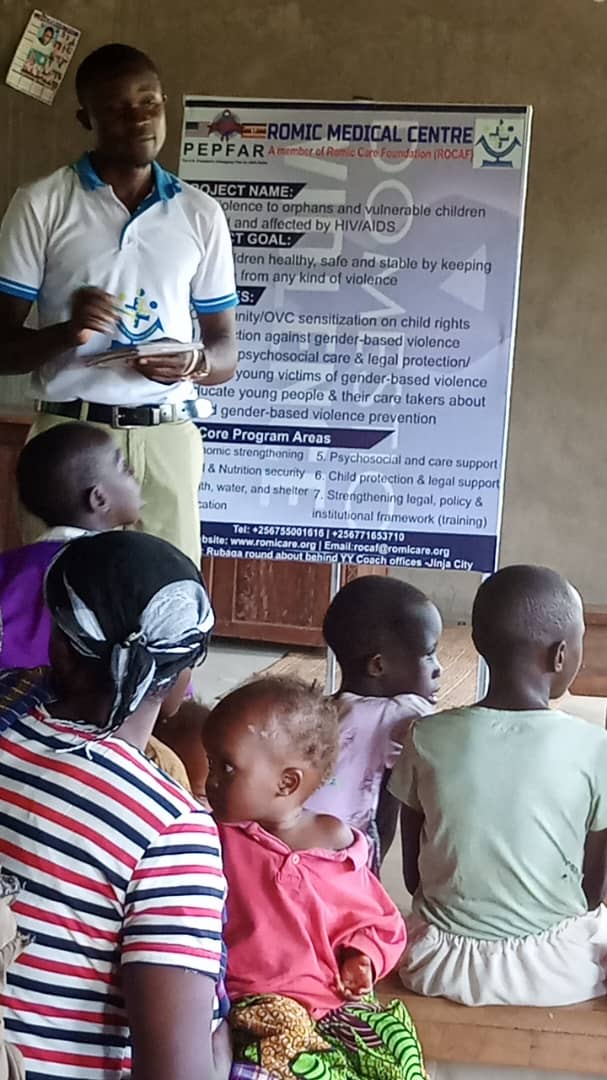 PEPFAR
ROMIC MEDICAL CENTRE
A member of Romic Care Foundation (ROCAF)
OJECT NAME:
olence to orphans and vulnerable children
and affected by HIV/AIDS
CT GOAL:
dren healthy, safe and stable by keeping
from any kind of violence
ES:
nity/OVC sensitization on child rights
ction against gender-based violence
psychosocial care & legal protection/
young victims of gender-based violence
ucate young people & their care takers about
d gender-based violence prevention
Core Program Areas
nomic strengthening
& Nutrition security
th, water, and shelter
cation
5. Psychosocial and care support
6. Child protection & legal support
7. Strengthening legal, policy &
institutional framework (training)
Tel: +256755001616 | +256771653710
bsite: www.romicare.org | Email:rocaf@romicare.org
Rubaga round about behind YY Coach offices -Jinja City